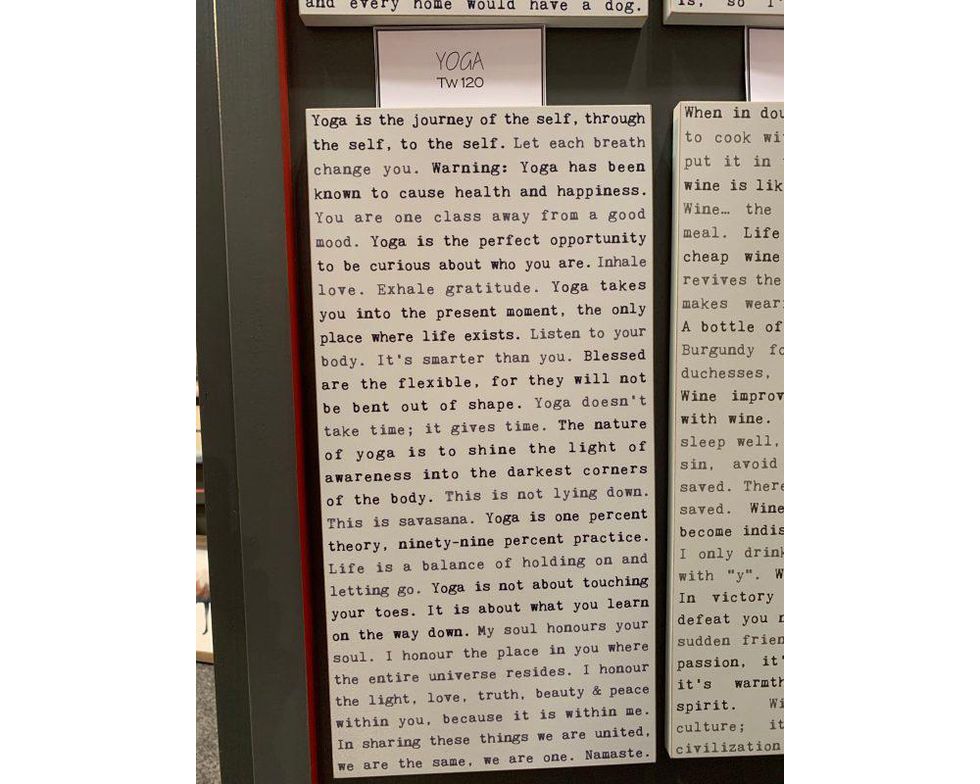 and every home would have a dog.
is, so I'
YOGA
TW120
Yoga is the journey of the self, through
the self, to the self. Let each breath
change you. Warning: Yoga has been
known to cause health and happiness.
You are one class away from a good
mood. Yoga is the perfect opportunity
to be curious about who you are. Inhale
love. Exhale gratitude. Yoga takes
you into the present moment, the only
place where life exists. Listen to your
body. It's smarter than you. Blessed
are the flexible, for they will not
be bent out of shape. Yoga doesn't
take time; it gives time. The nature
of yoga is to shine the light of
awareness into the darkest corners
of the body. This is not lying down.
This is savasana. Yoga is one percent
theory, ninety-nine percent practice.
Life is a balance of holding on and
letting go. Yoga is not about touching
your toes. It is about what you learn
on the way down. My soul honours your
soul. I honour the place in you where
the entire universe resides. I honour
the light, love, truth, beauty & peace
within you, because it is within me.
In sharing these things we are united,
we are the same, we are one. Namaste.
When in dou
to cook wi
put it in
wine is lik
Wine… the
meal. Life
cheap wine
revives the
makes wear
A bottle of
Burgundy fo
duchesses,
Wine improv
with wine.
sleep well,
sin, avoid
saved. There
saved. Wine
become indis
I only drink
with "y". W
In victory
defeat you n
sudden frien
passion, it'
it's warmth
spirit. Wi
culture; it
civilization